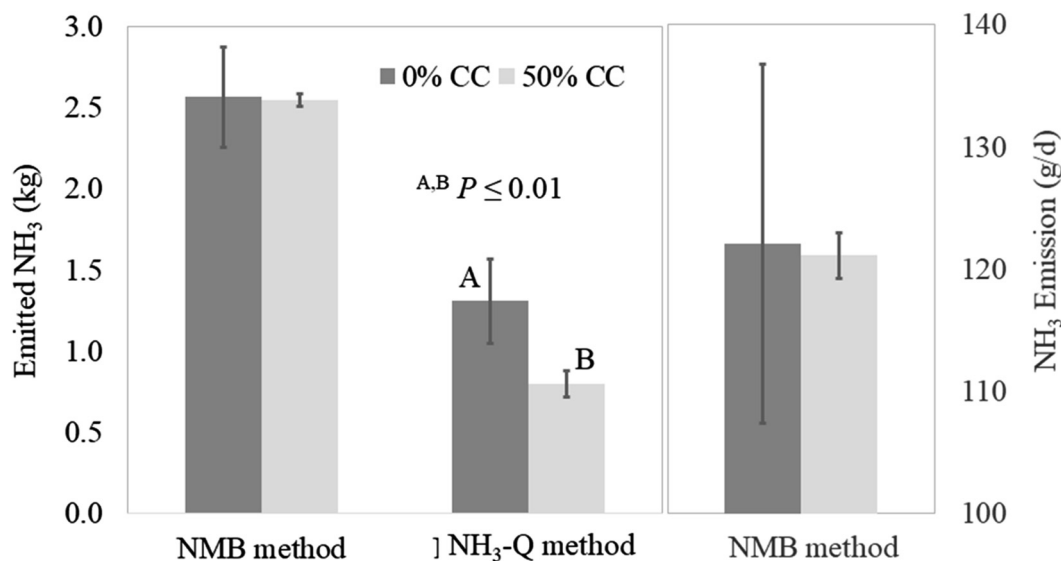 Emitted NH₃ (kg)
3.0
2.5
2.0
1.5
1.0
0.5
0.0
0% CC 50% CC
A,B P ≤ 0.01
A
B
NMB method
] NH₃-Q method
140
130
120
110
100
NH₃ Emission (g/d)
NMB method